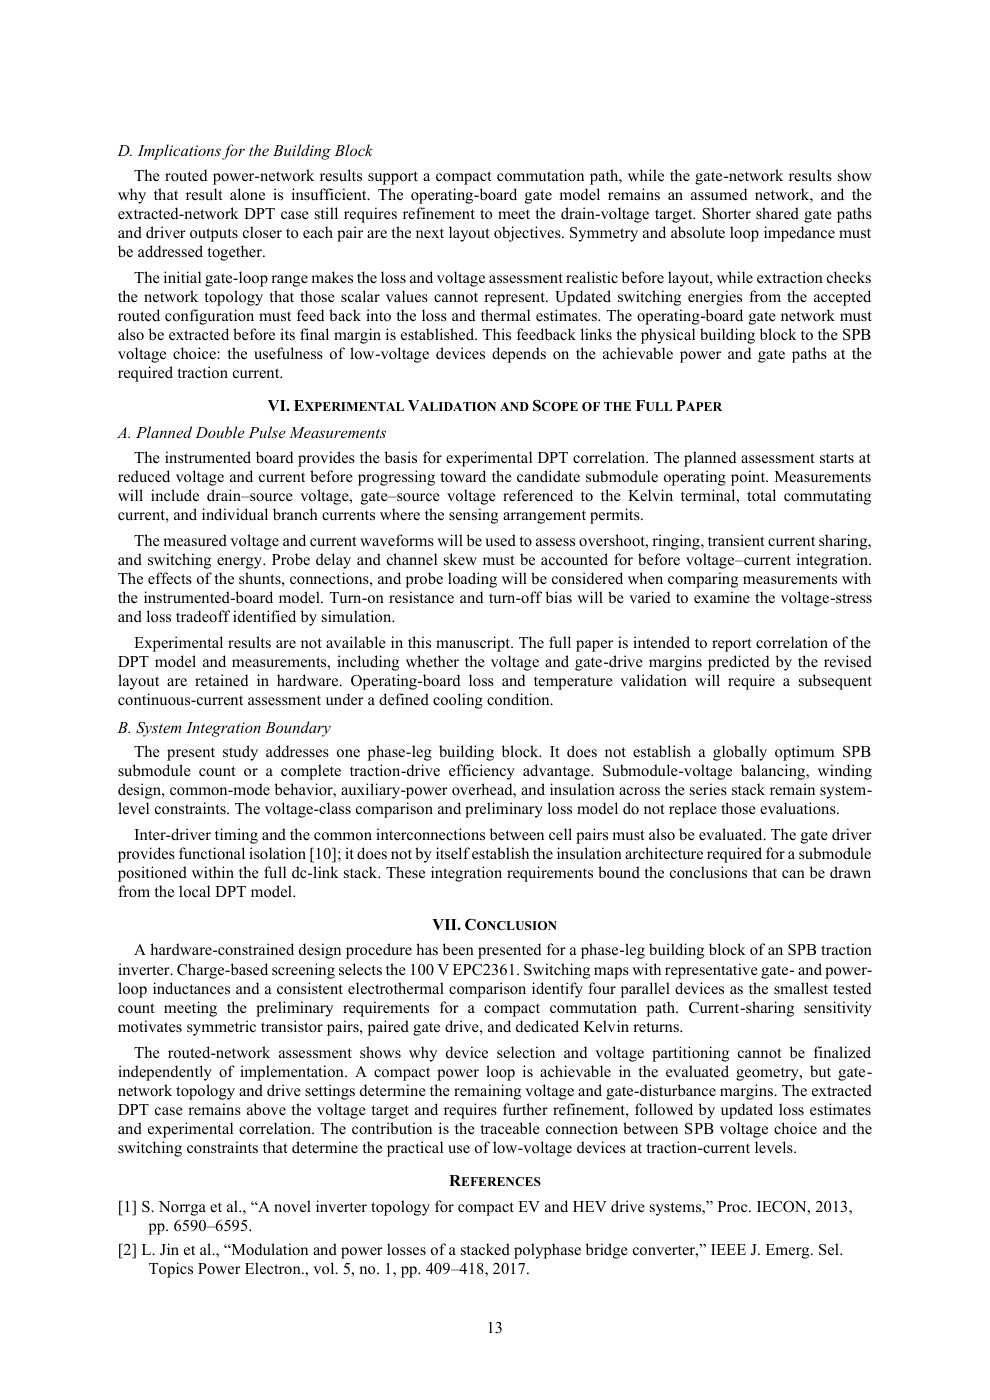 D. Implications for the Building Block
The routed power-network results support a compact commutation path, while the gate-network results show
why that result alone is insufficient. The operating-board gate model remains an assumed network, and the
extracted-network DPT case still requires refinement to meet the drain-voltage target. Shorter shared gate paths
and driver outputs closer to each pair are the next layout objectives. Symmetry and absolute loop impedance must
be addressed together.
The initial gate-loop range makes the loss and voltage assessment realistic before layout, while extraction checks
the network topology that those scalar values cannot represent. Updated switching energies from the accepted
routed configuration must feed back into the loss and thermal estimates. The operating-board gate network must
also be extracted before its final margin is established. This feedback links the physical building block to the SPB
voltage choice: the usefulness of low-voltage devices depends on the achievable power and gate paths at the
required traction current.
VI. EXPERIMENTAL VALIDATION AND SCOPE OF THE FULL PAPER
A. Planned Double Pulse Measurements
The instrumented board provides the basis for experimental DPT correlation. The planned assessment starts at
reduced voltage and current before progressing toward the candidate submodule operating point. Measurements
will include drain–source voltage, gate–source voltage referenced to the Kelvin terminal, total commutating
current, and individual branch currents where the sensing arrangement permits.
The measured voltage and current waveforms will be used to assess overshoot, ringing, transient current sharing,
and switching energy. Probe delay and channel skew must be accounted for before voltage–current integration.
The effects of the shunts, connections, and probe loading will be considered when comparing measurements with
the instrumented-board model. Turn-on resistance and turn-off bias will be varied to examine the voltage-stress
and loss tradeoff identified by simulation.
Experimental results are not available in this manuscript. The full paper is intended to report correlation of the
DPT model and measurements, including whether the voltage and gate-drive margins predicted by the revised
layout are retained in hardware. Operating-board loss and temperature validation will require a subsequent
continuous-current assessment under a defined cooling condition.
B. System Integration Boundary
The present study addresses one phase-leg building block. It does not establish a globally optimum SPB
submodule count or a complete traction-drive efficiency advantage. Submodule-voltage balancing, winding
design, common-mode behavior, auxiliary-power overhead, and insulation across the series stack remain system-
level constraints. The voltage-class comparison and preliminary loss model do not replace those evaluations.
Inter-driver timing and the common interconnections between cell pairs must also be evaluated. The gate driver
provides functional isolation [10]; it does not by itself establish the insulation architecture required for a submodule
positioned within the full dc-link stack. These integration requirements bound the conclusions that can be drawn
from the local DPT model.
VII. CONCLUSION
A hardware-constrained design procedure has been presented for a phase-leg building block of an SPB traction
inverter. Charge-based screening selects the 100 V EPC2361. Switching maps with representative gate- and power-
loop inductances and a consistent electrothermal comparison identify four parallel devices as the smallest tested
count meeting the preliminary requirements for a compact commutation path. Current-sharing sensitivity
motivates symmetric transistor pairs, paired gate drive, and dedicated Kelvin returns.
The routed-network assessment shows why device selection and voltage partitioning cannot be finalized
independently of implementation. A compact power loop is achievable in the evaluated geometry, but gate-
network topology and drive settings determine the remaining voltage and gate-disturbance margins. The extracted
DPT case remains above the voltage target and requires further refinement, followed by updated loss estimates
and experimental correlation. The contribution is the traceable connection between SPB voltage choice and the
switching constraints that determine the practical use of low-voltage devices at traction-current levels.
REFERENCES
[1] S. Norrga et al., “A novel inverter topology for compact EV and HEV drive systems,” Proc. IECON, 2013,
pp. 6590–6595.
[2] L. Jin et al., “Modulation and power losses of a stacked polyphase bridge converter,” IEEE J. Emerg. Sel.
Topics Power Electron., vol. 5, no. 1, pp. 409–418, 2017.
13